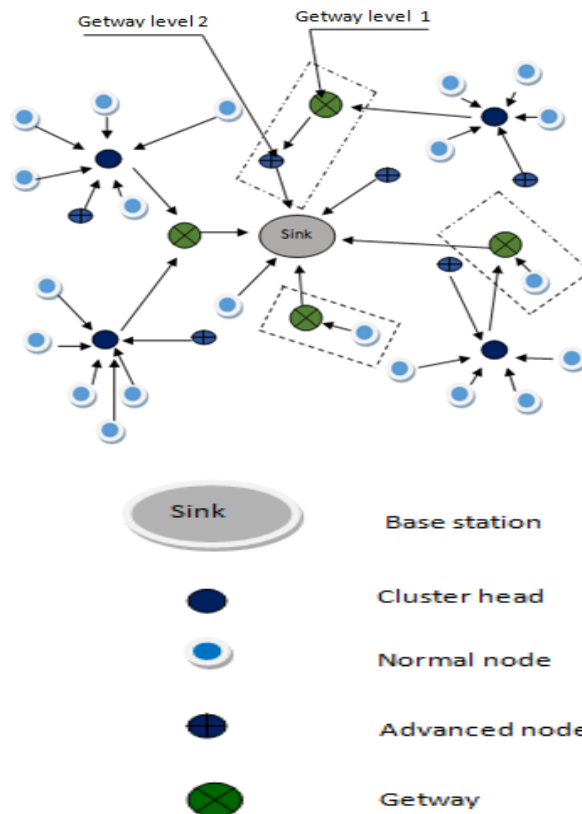 Getway level 2
Getway level 1
Sink
Sink
Base station
Cluster head
Normal node
Advanced node
Getway